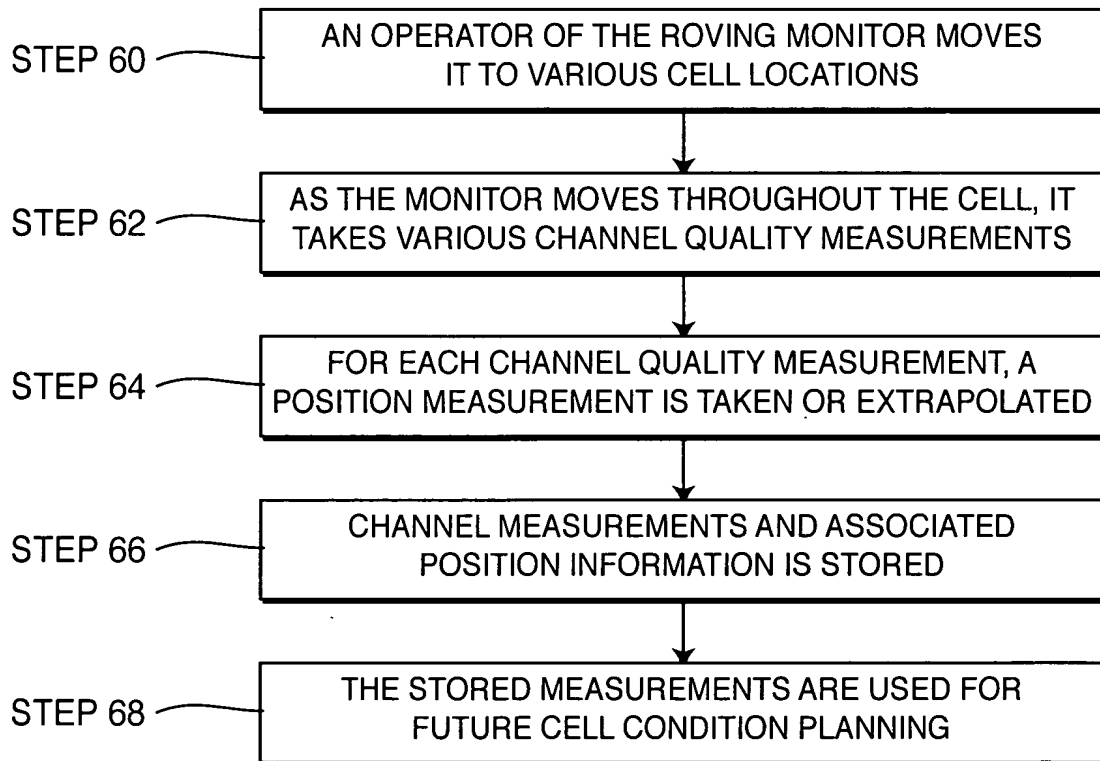 STEP 60
AN OPERATOR OF THE ROVING MONITOR MOVES
IT TO VARIOUS CELL LOCATIONS
STEP 62
AS THE MONITOR MOVES THROUGHOUT THE CELL, IT
TAKES VARIOUS CHANNEL QUALITY MEASUREMENTS
STEP 64
FOR EACH CHANNEL QUALITY MEASUREMENT, A
POSITION MEASUREMENT IS TAKEN OR EXTRAPOLATED
STEP 66
CHANNEL MEASUREMENTS AND ASSOCIATED
POSITION INFORMATION IS STORED
STEP 68
THE STORED MEASUREMENTS ARE USED FOR
FUTURE CELL CONDITION PLANNING